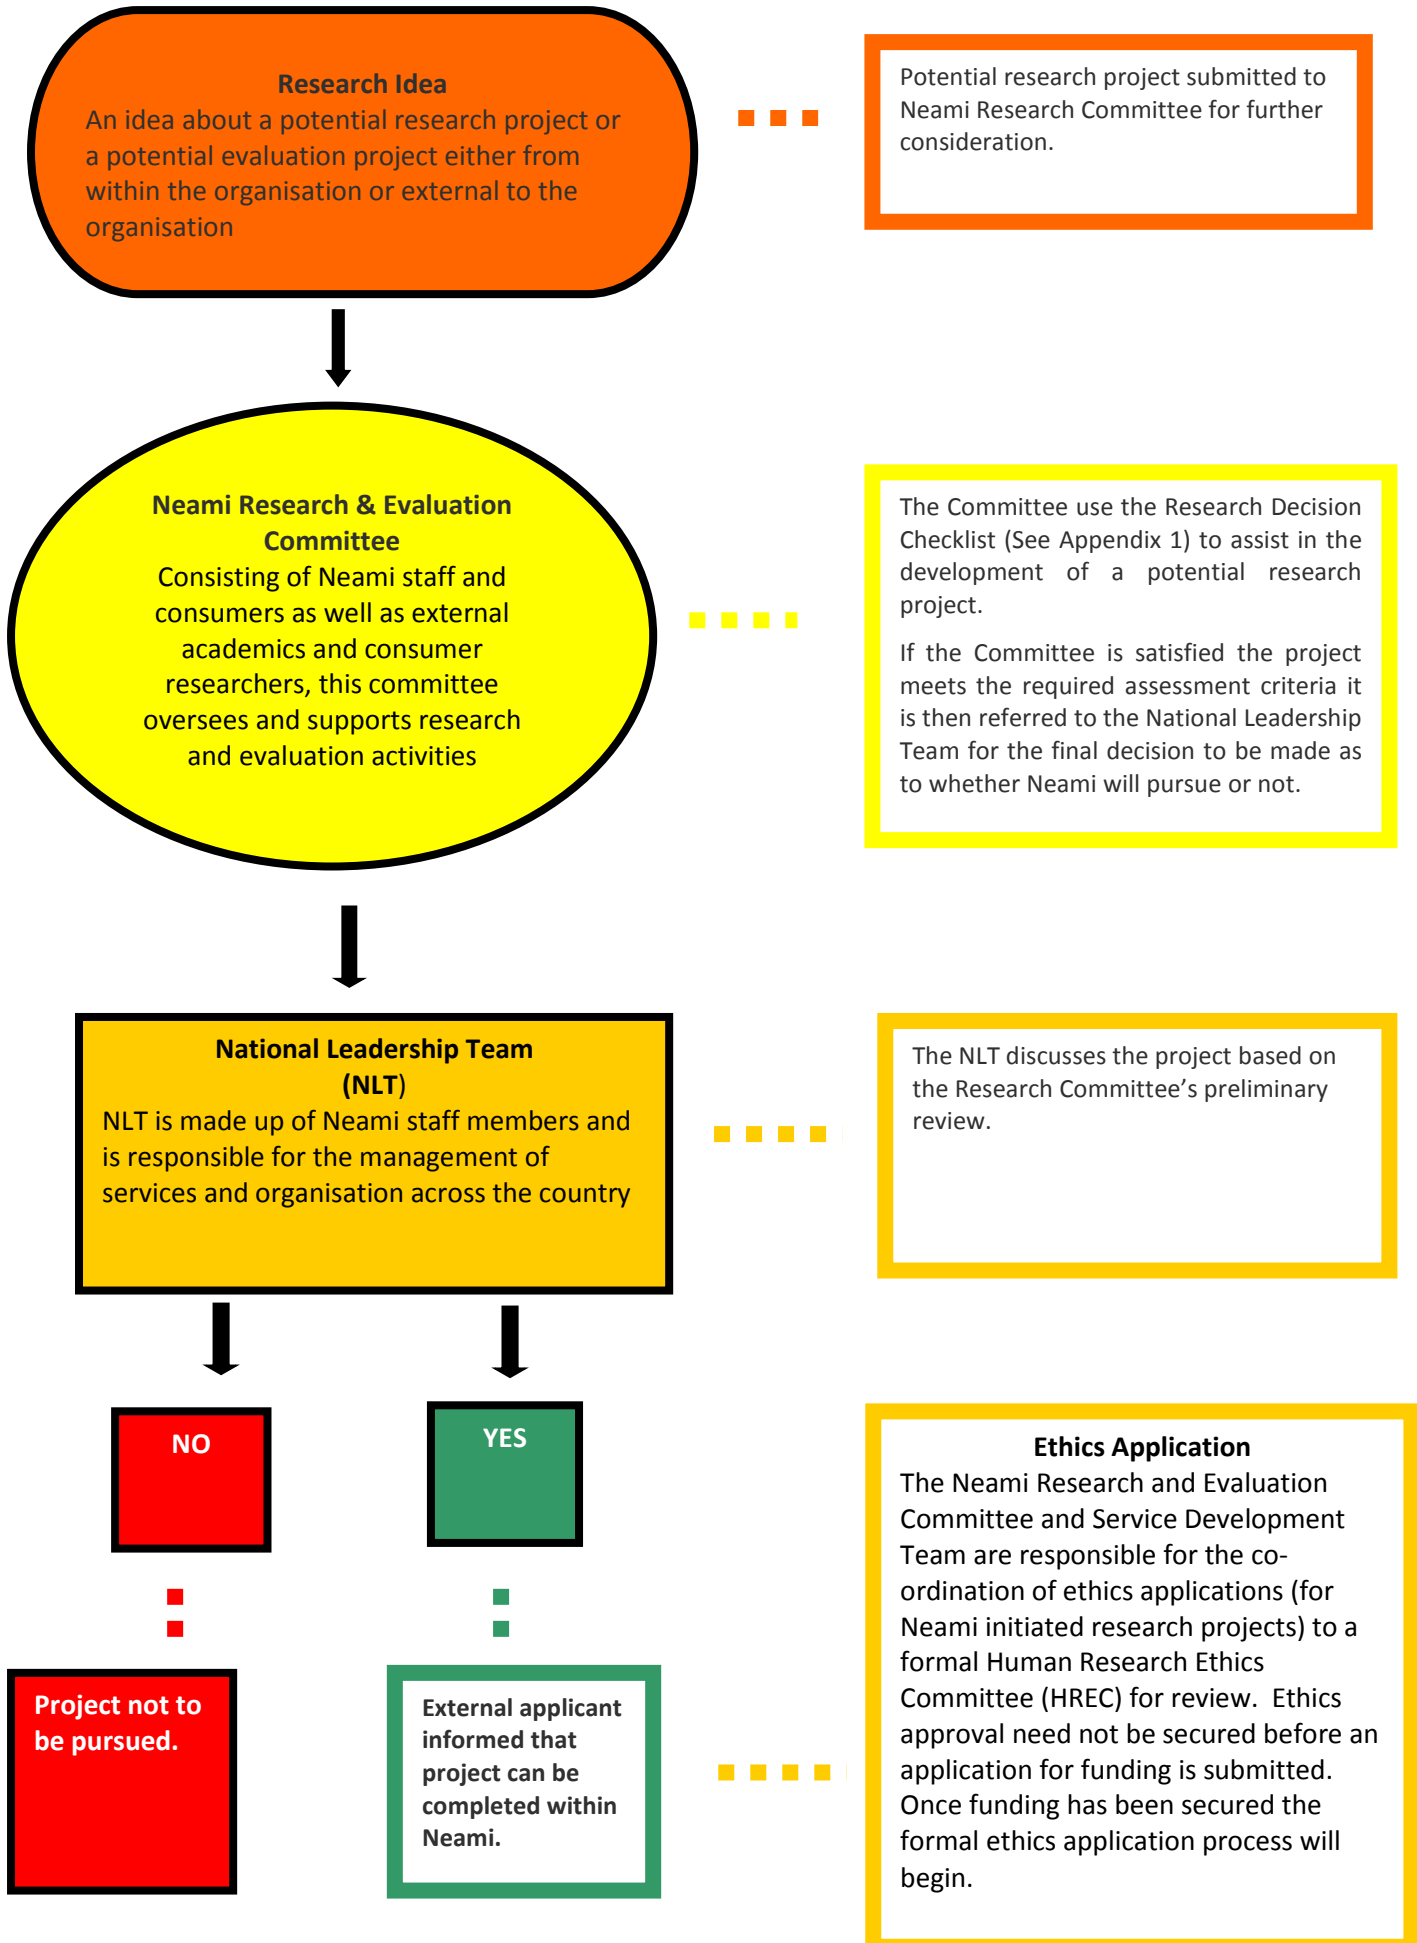 Research Idea
An idea about a potential research project or
a potential evaluation project either from
within the organisation or external to the
organisation
Potential research project submitted to
Neami Research Committee for further
consideration.
Neami Research & Evaluation
Committee
Consisting of Neami staff and
consumers as well as external
academics and consumer
researchers, this committee
oversees and supports research
and evaluation activities
The Committee use the Research Decision
Checklist (See Appendix 1) to assist in the
development of a potential research
project.
If the Committee is satisfied the project
meets the required assessment criteria it
is then referred to the National Leadership
Team for the final decision to be made as
to whether Neami will pursue or not.
National Leadership Team
(NLT)
NLT is made up of Neami staff members and
is responsible for the management of
services and organisation across the country
The NLT discusses the project based on
the Research Committee’s preliminary
review.
NO
YES
Project not to
be pursued.
External applicant
informed that
project can be
completed within
Neami.
Ethics Application
The Neami Research and Evaluation
Committee and Service Development
Team are responsible for the co-
ordination of ethics applications (for
Neami initiated research projects) to a
formal Human Research Ethics
Committee (HREC) for review.  Ethics
approval need not be secured before an
application for funding is submitted.
Once funding has been secured the
formal ethics application process will
begin.